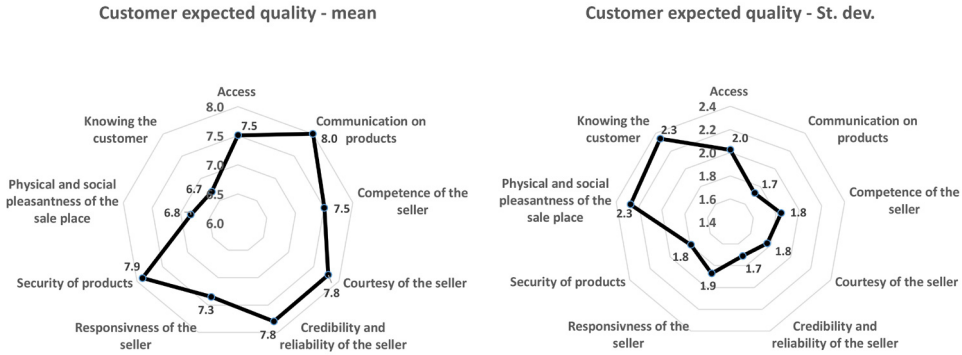 Customer expected quality - mean
Access
8.0
Knowing the
customer
Communication on
products
7.5
7.5
8.0
7.0
Physical and social
pleasantness of the
sale place
6.7
6.5
Competence of the
seller
7.5
6.8
6.0
7.9
Security of products
7.8
Courtesy of the seller
7.3
Responsivness of the
seller
7.8
Credibility and
reliability of the seller
Customer expected quality - St. dev.
Access
2.4
Knowing the
customer
Communication on
products
2.3
2.2
2.0
2.0
Physical and social
pleasantness of the
sale place
1.8
1.7
Competence of the
seller
2.3
1.6
1.8
1.4
1.8
1.8
Security of products
1.7
Courtesy of the seller
1.9
Responsivness of the
seller
Credibility and
reliability of the seller